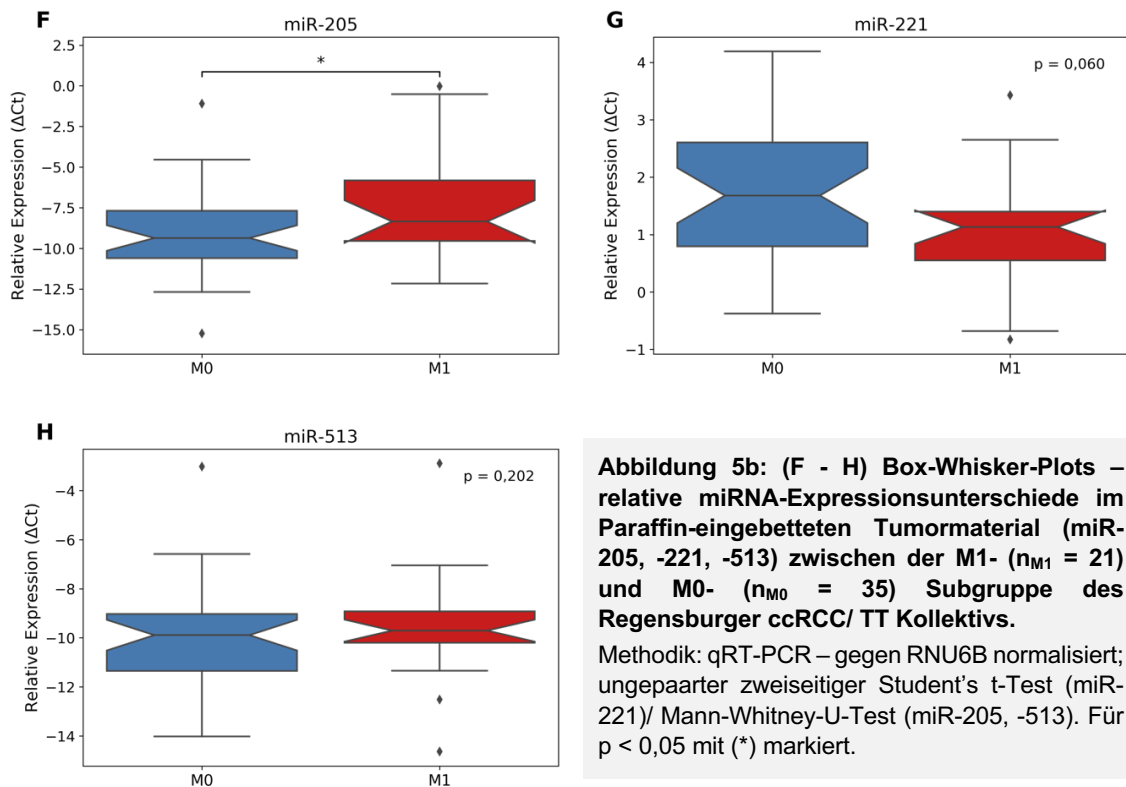 F
miR-205
Relative Expression (ΔCt)
2.5
0.0
−2.5
−5.0
−7.5
−10.0
−12.5
−15.0
*
M0
M1
G
miR-221
Relative Expression (ΔCt)
4
3
2
1
0
−1
p = 0,060
M0
M1
H
miR-513
Relative Expression (ΔCt)
−4
−6
−8
−10
−12
−14
p = 0,202
M0
M1
Abbildung 5b: (F - H) Box-Whisker-Plots –
relative miRNA-Expressionsunterschiede im
Paraffin-eingebetteten Tumormaterial (miR-
205, -221, -513) zwischen der M1- (nM1 = 21)
und M0- (nM0 = 35) Subgruppe des
Regensburger ccRCC/ TT Kollektivs.
Methodik: qRT-PCR – gegen RNU6B normalisiert;
ungepaarter zweiseitiger Student’s t-Test (miR-
221)/ Mann-Whitney-U-Test (miR-205, -513). Für
p < 0,05 mit (*) markiert.